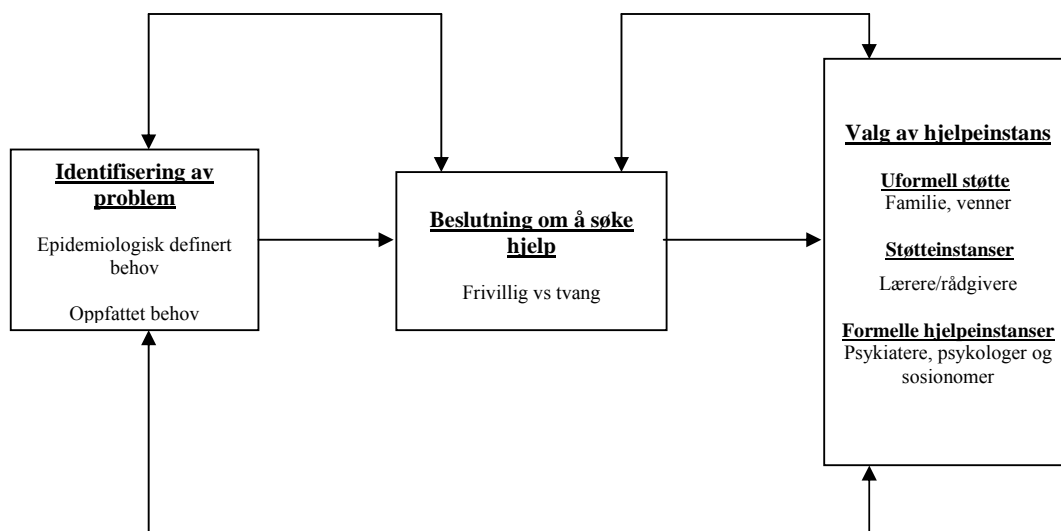 Identifisering av
problem
Epidemiologisk definert
behov
Oppfattet behov
Beslutning om å søke
hjelp
Frivillig vs tvang
Valg av hjelpeinstans
Uformell støtte
Familie, venner
Støtteinstanser
Lærere/rådgivere
Formelle hjelpeinstanser
Psykiatere, psykologer og
sosionomer